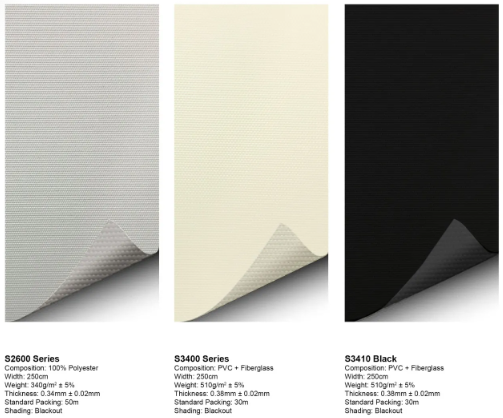 S2600 Series
Composition: 100% Polyester
Width: 250cm
Weight: 340g/m² ± 5%
Thickness: 0.34mm ± 0.02mm
Standard Packing: 50m
Shading: Blackout
S3400 Series
Composition: PVC + Fiberglass
Width: 250cm
Weight: 510g/m² ± 5%
Thickness: 0.38mm ± 0.02mm
Standard Packing: 30m
Shading: Blackout
S3410 Black
Composition: PVC + Fiberglass
Width: 250cm
Weight: 510g/m² ± 5%
Thickness: 0.38mm ± 0.02mm
Standard Packing: 30m
Shading: Blackout